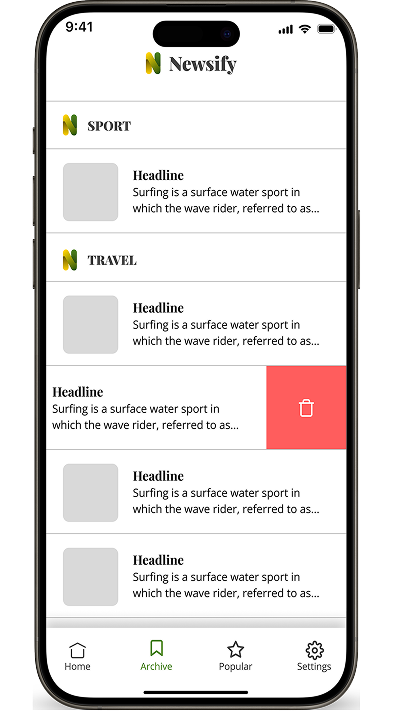 9:41
Newsify
SPORT
Headline
Surfing is a surface water sport in
which the wave rider, referred to as...
TRAVEL
Headline
Surfing is a surface water sport in
which the wave rider, referred to as...
Headline
Surfing is a surface water sport in
which the wave rider, referred to as...
Headline
Surfing is a surface water sport in
which the wave rider, referred to as...
Headline
Surfing is a surface water sport in
which the wave rider, referred to as...
Home Archive Popular Settings